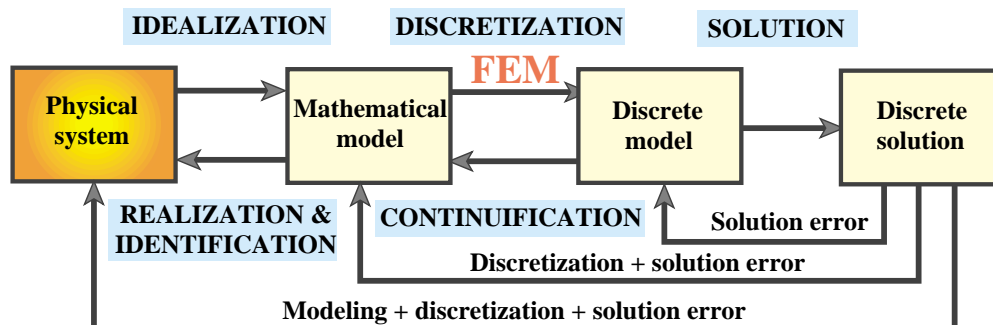 IDEALIZATION
DISCRETIZATION
SOLUTION
FEM
Physical
system
Mathematical
model
Discrete
model
Discrete
solution
REALIZATION &
IDENTIFICATION
CONTINUIFICATION
Solution error
Discretization + solution error
Modeling + discretization + solution error